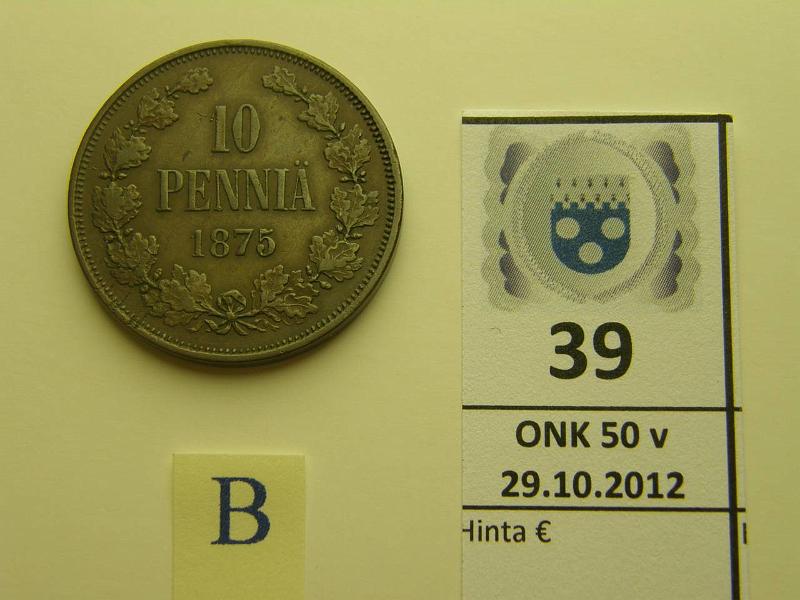 10
PENNIÄ
1875
39
ONK 50 v
29.10.2012
Hinta €
B